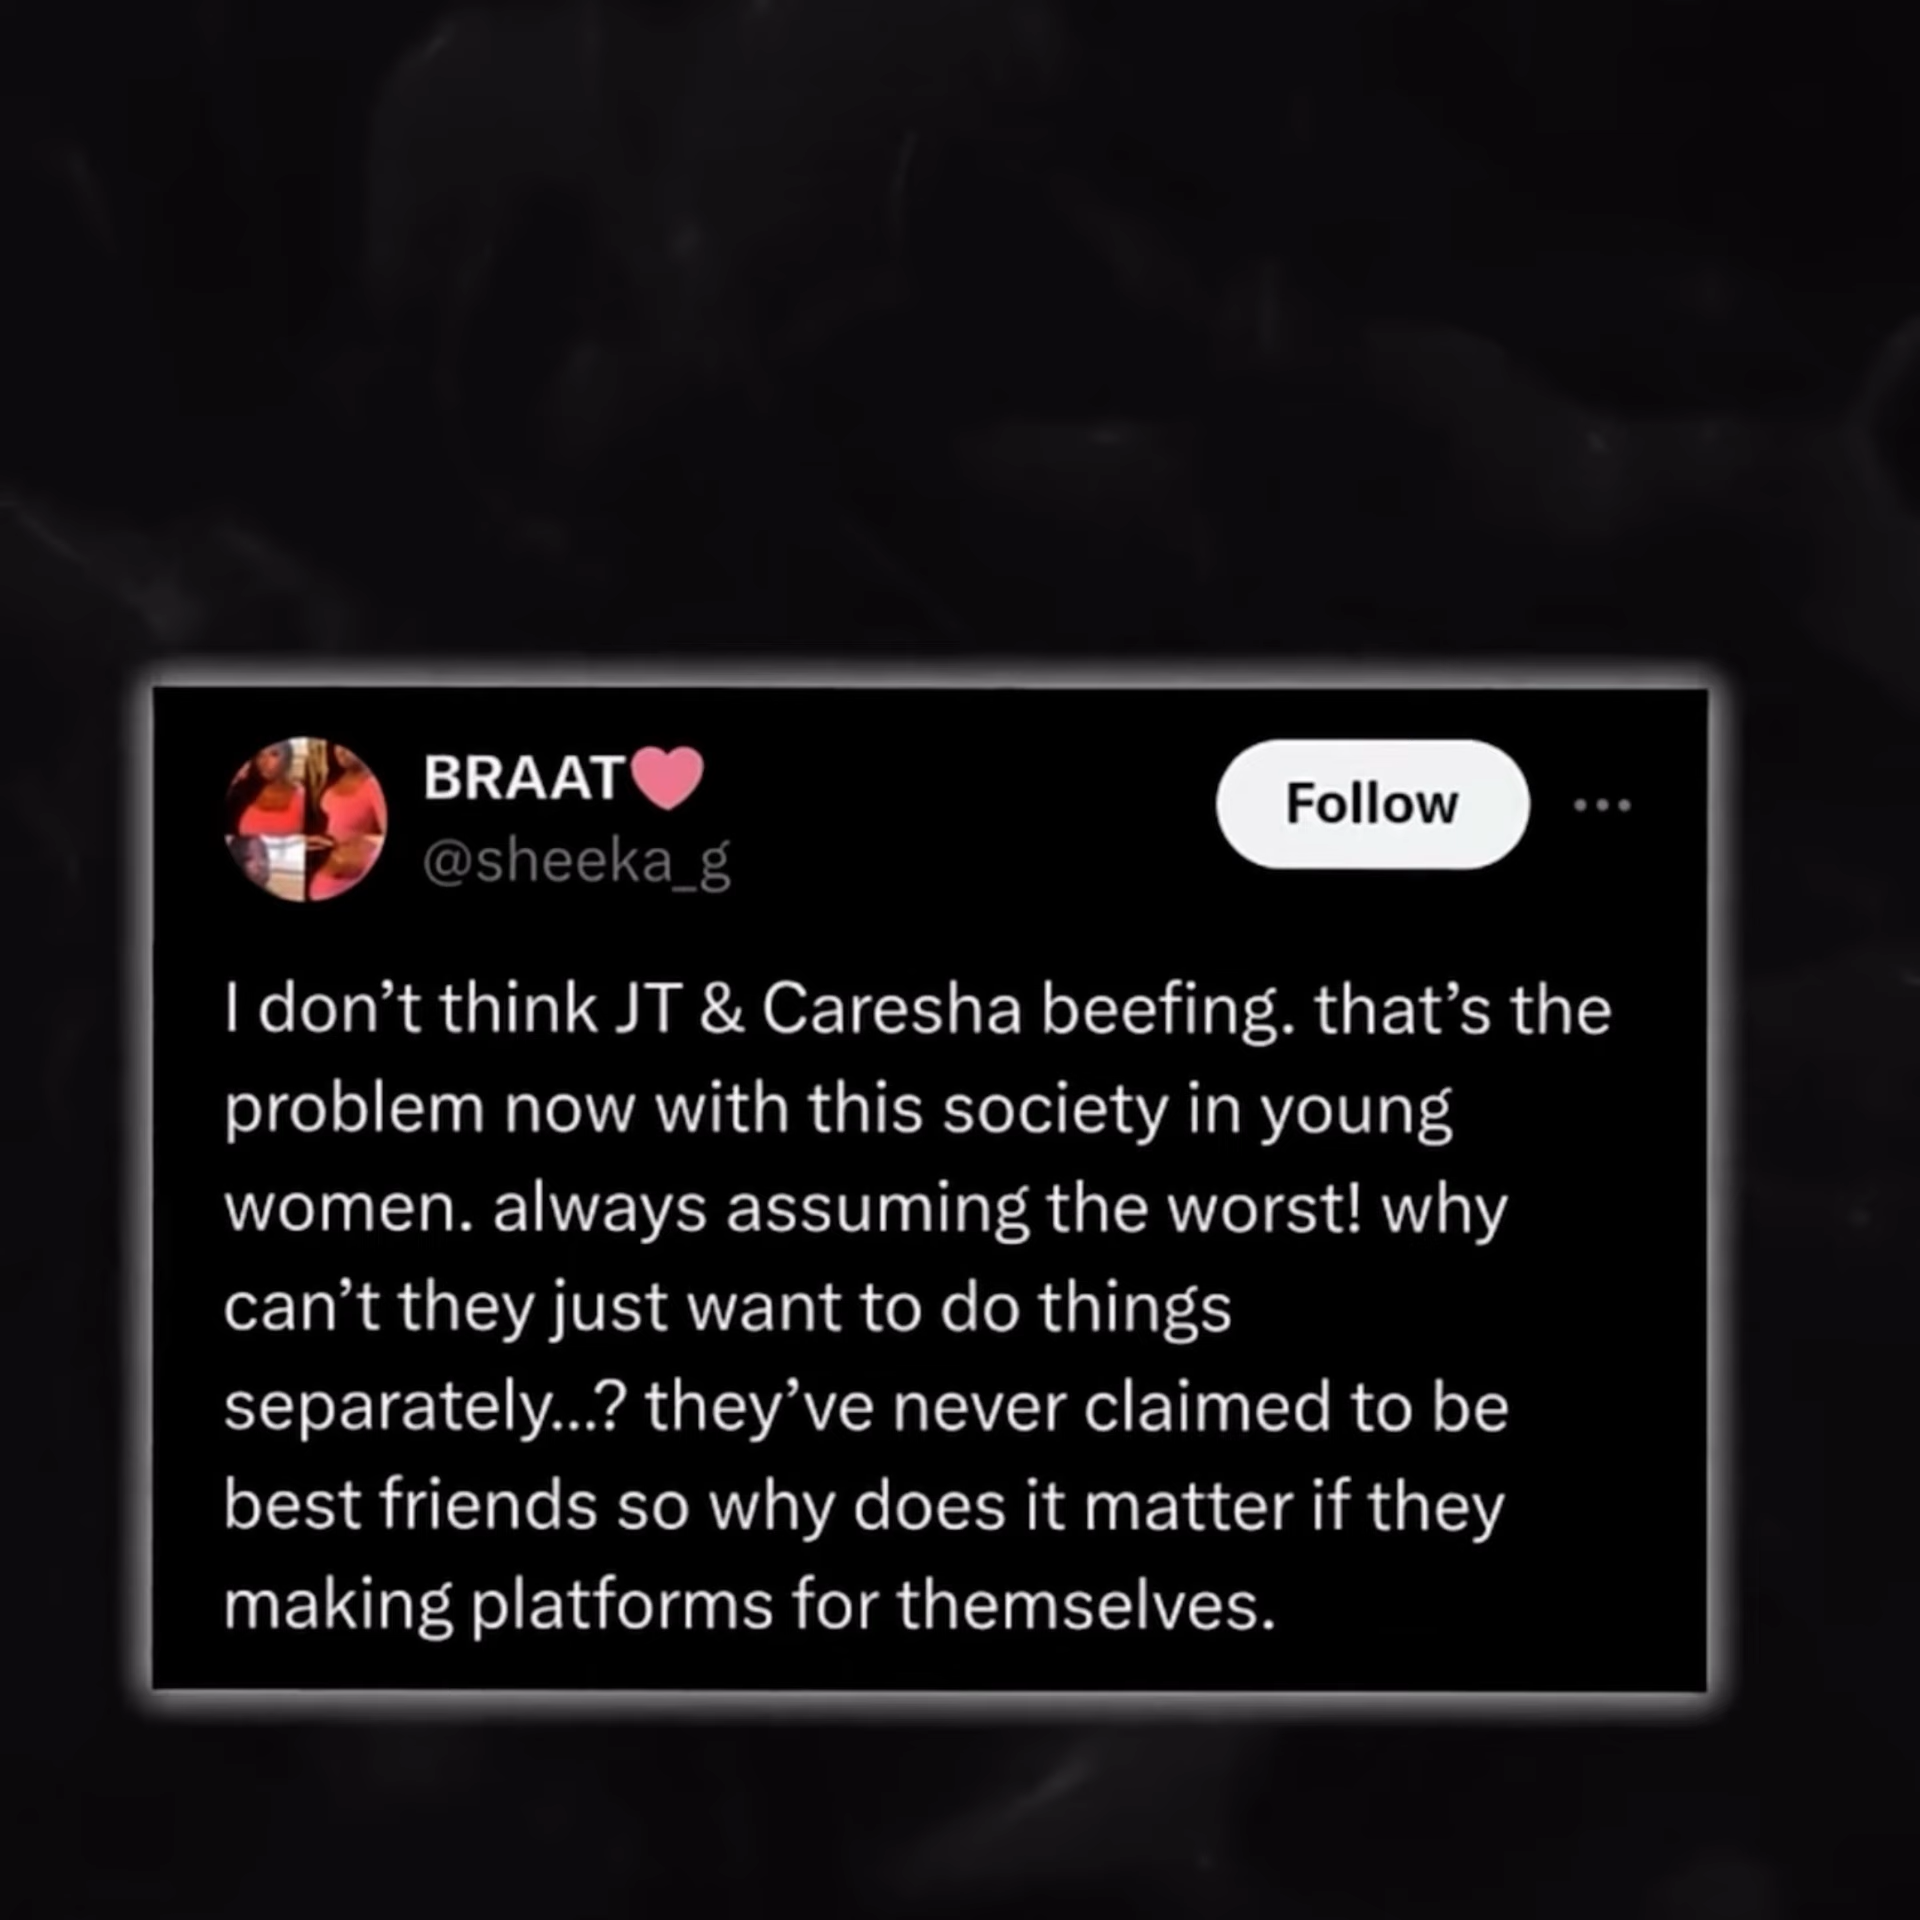 BRAAT🩷
@sheeka_g
Follow
I don’t think JT & Caresha beefing. that’s the
problem now with this society in young
women. always assuming the worst! why
can’t they just want to do things
separately...? they’ve never claimed to be
best friends so why does it matter if they
making platforms for themselves.